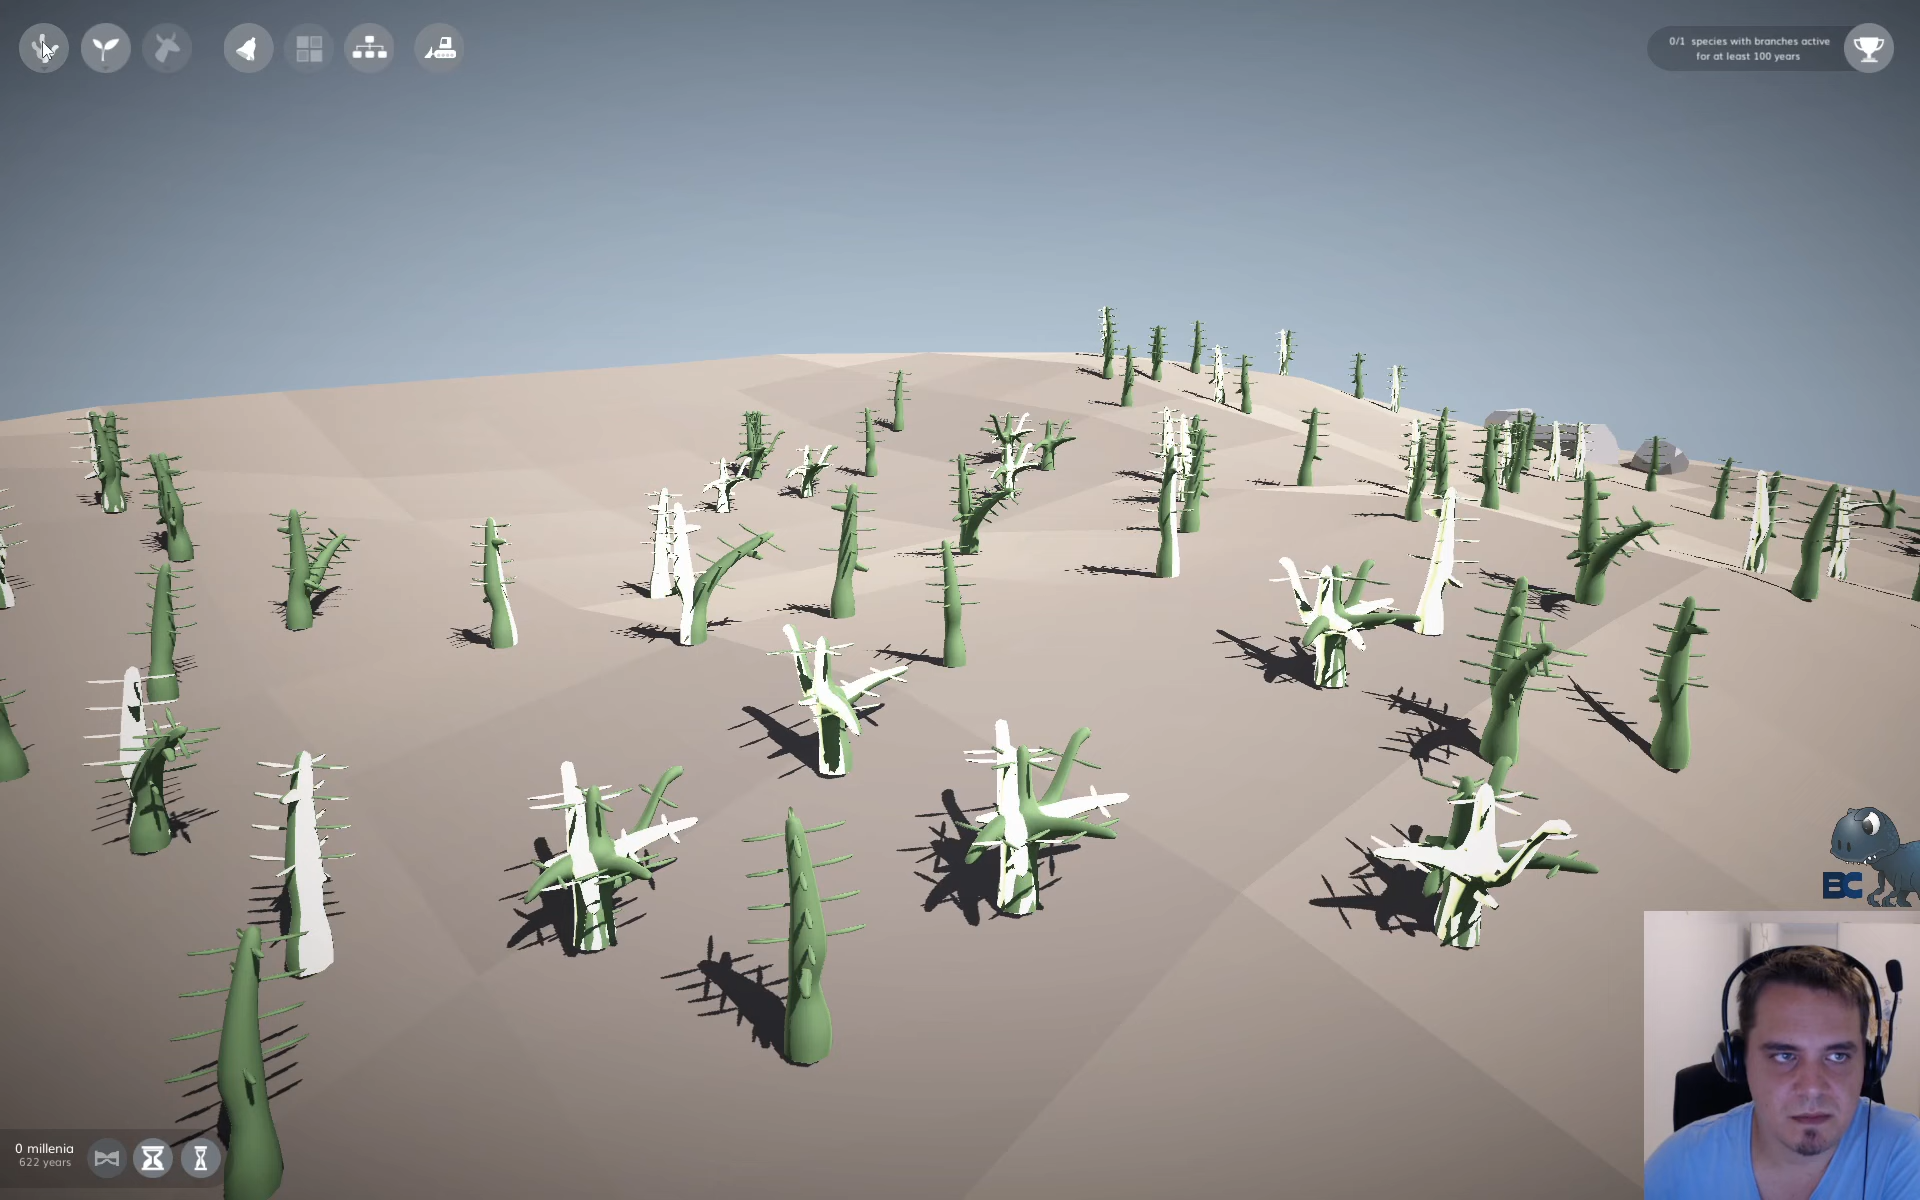 0/1 species with branches active
for at least 100 years
BC
0 millenia
622 years